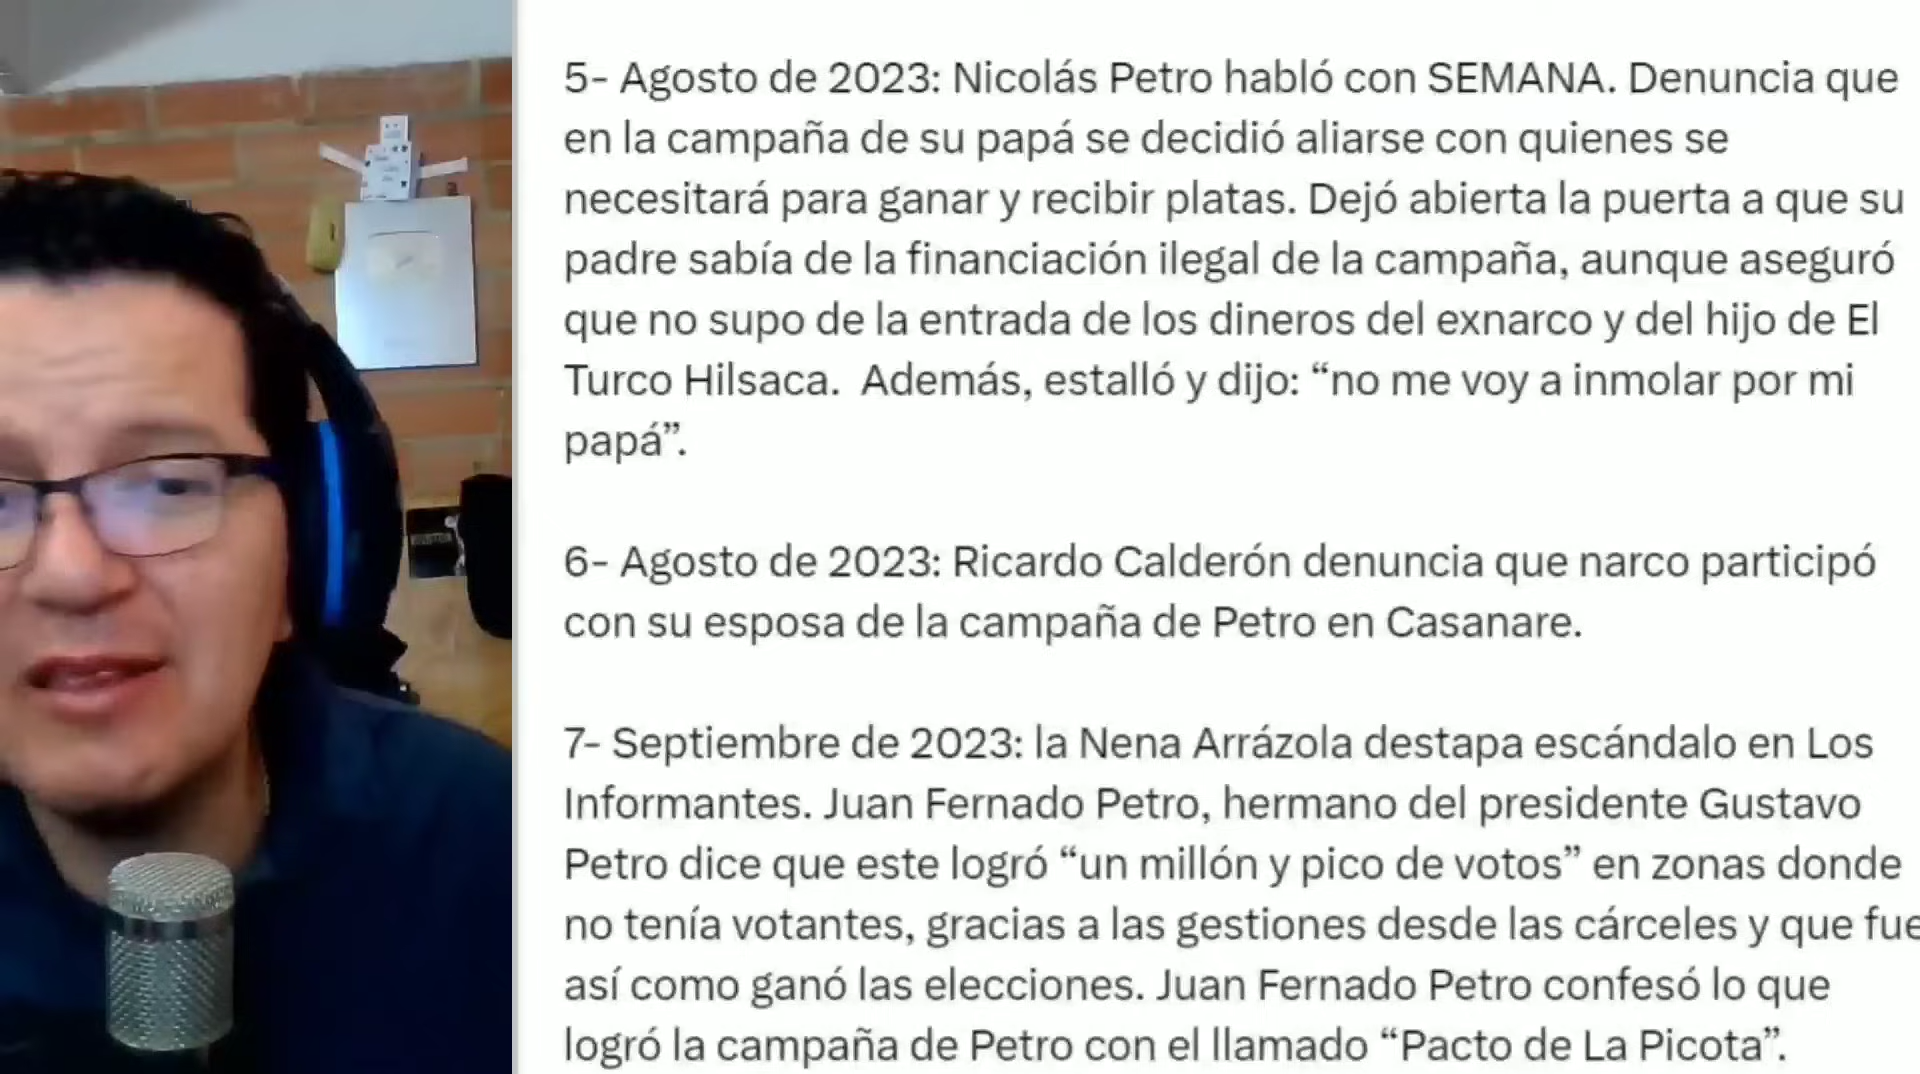 5- Agosto de 2023: Nicolás Petro habló con SEMANA. Denuncia que
en la campaña de su papá se decidió aliarse con quienes se
necesitará para ganar y recibir platas. Dejó abierta la puerta a que su
padre sabía de la financiación ilegal de la campaña, aunque aseguró
que no supo de la entrada de los dineros del exnarco y del hijo de El
Turco Hilsaca.  Además, estalló y dijo: “no me voy a inmolar por mi
papá”.
6- Agosto de 2023: Ricardo Calderón denuncia que narco participó
con su esposa de la campaña de Petro en Casanare.
7- Septiembre de 2023: la Nena Arrázola destapa escándalo en Los
Informantes. Juan Fernado Petro, hermano del presidente Gustavo
Petro dice que este logró “un millón y pico de votos” en zonas donde
no tenía votantes, gracias a las gestiones desde las cárceles y que fue
así como ganó las elecciones. Juan Fernado Petro confesó lo que
logró la campaña de Petro con el llamado “Pacto de La Picota”.